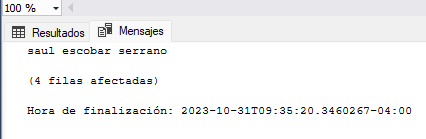 100 %
Resultados Mensajes
saul escobar serrano
(4 filas afectadas)
Hora de finalización: 2023-10-31T09:35:20.3460267-04:00